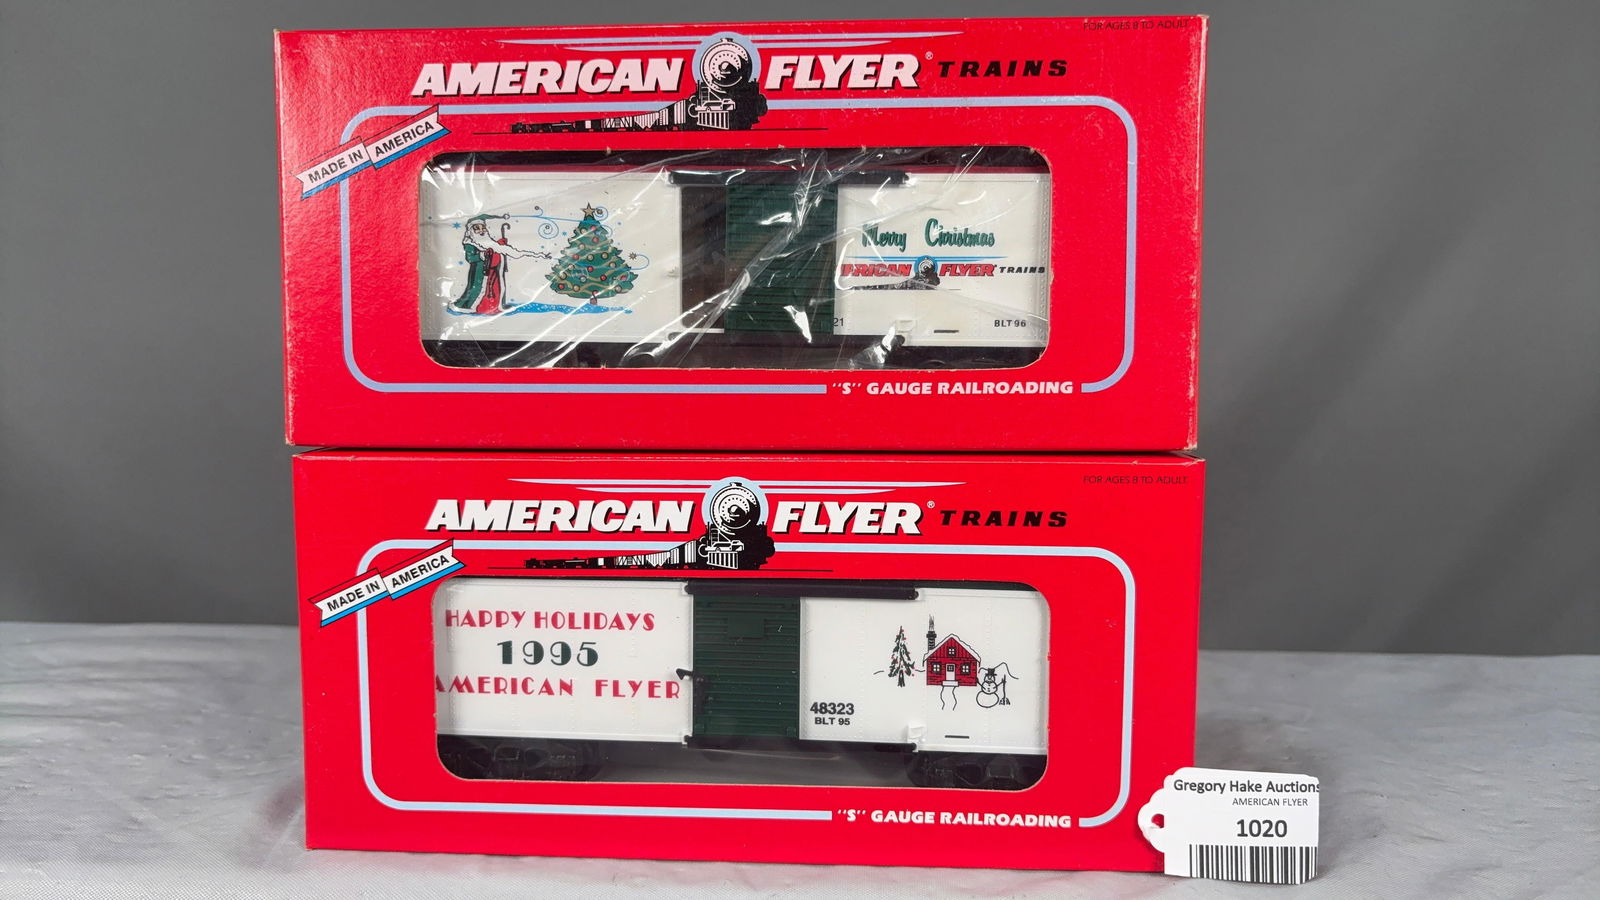 FOR AGES 8 TO ADULT
AMERICAN FLYER® TRAINS
MADE IN AMERICA
Merry Christmas
AMERICAN FLYER TRAINS
21
BLT 96
"S" GAUGE RAILROADING
FOR AGES 8 TO ADULT
AMERICAN FLYER® TRAINS
MADE IN AMERICA
HAPPY HOLIDAYS
1995
AMERICAN FLYER
48323
BLT 95
"S" GAUGE RAILROADING
Gregory Hake Auctions
AMERICAN FLYER
1020